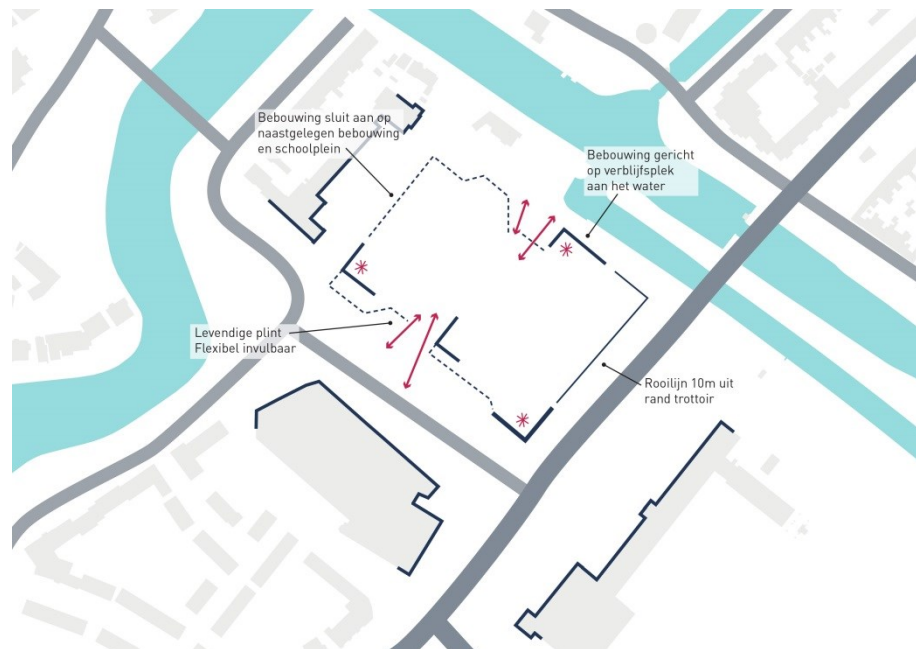 Bebouwing sluit aan op
naastgelegen bebouwing
en schoolplein
Bebouwing gericht
op verblijfsplek
aan het water
Levendige plint
Flexibel invulbaar
Rooilijn 10m uit
rand trottoir